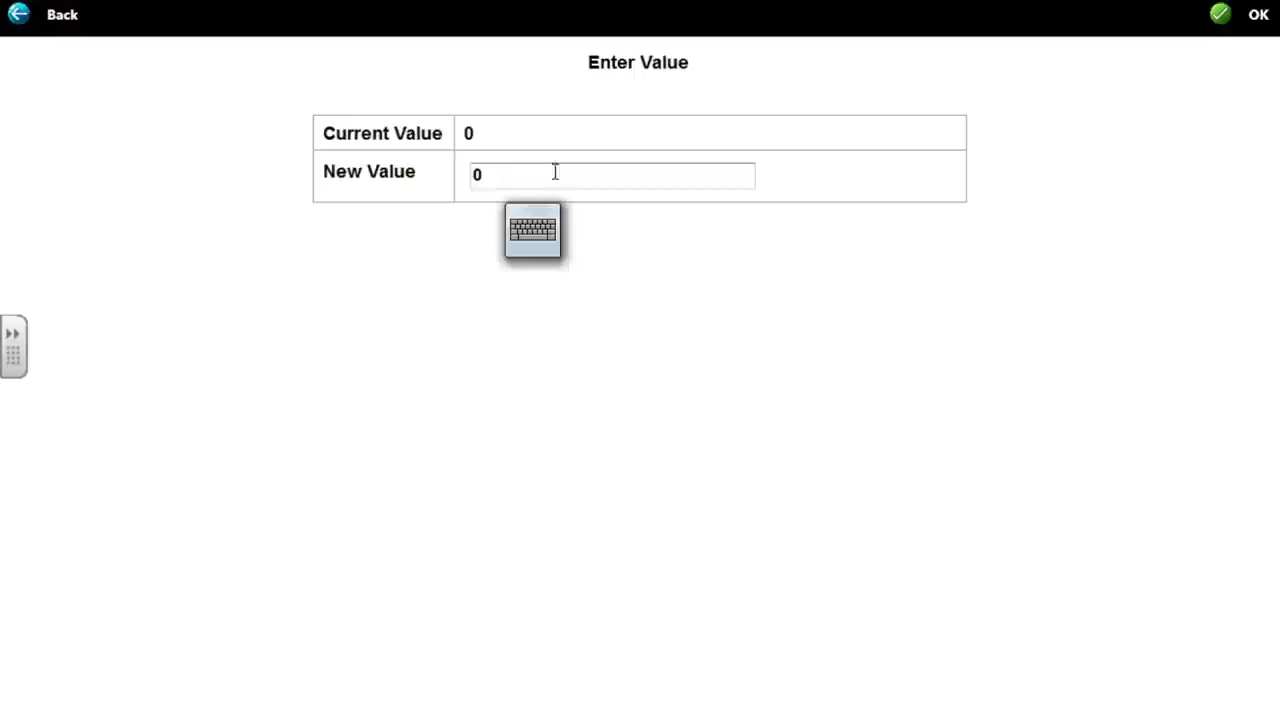 Back
OK
Enter Value
Current Value 0
New Value 0